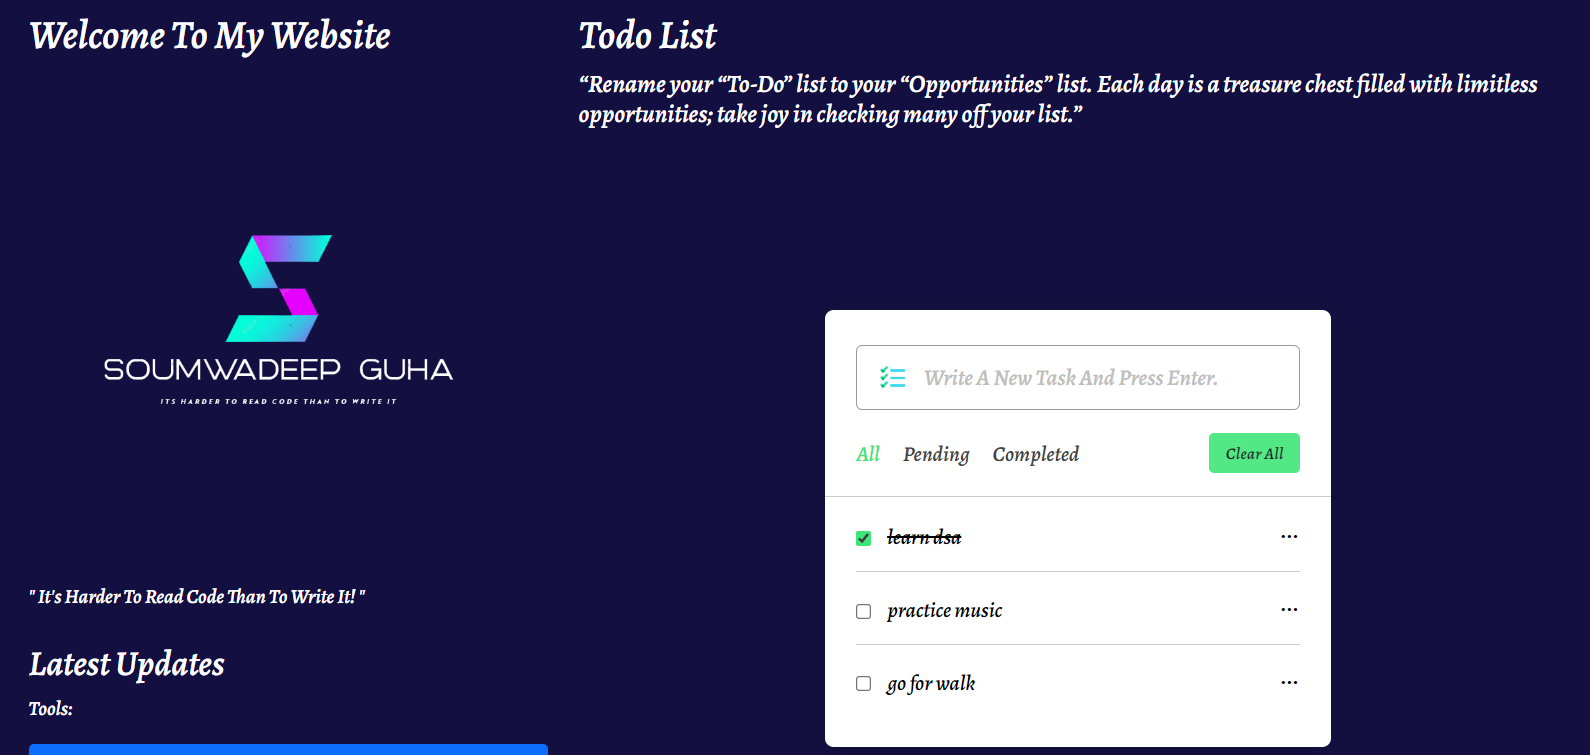 Welcome To My Website
SOUMWADEEP GUHA
ITS HARDER TO READ CODE THAN TO WRITE IT
" It's Harder To Read Code Than To Write It! "
Latest Updates
Tools:
Todo List
“Rename your “To-Do” list to your “Opportunities” list. Each day is a treasure chest filled with limitless
opportunities; take joy in checking many off your list.”
Write A New Task And Press Enter.
All Pending Completed Clear All
learn dsa
practice music
go for walk